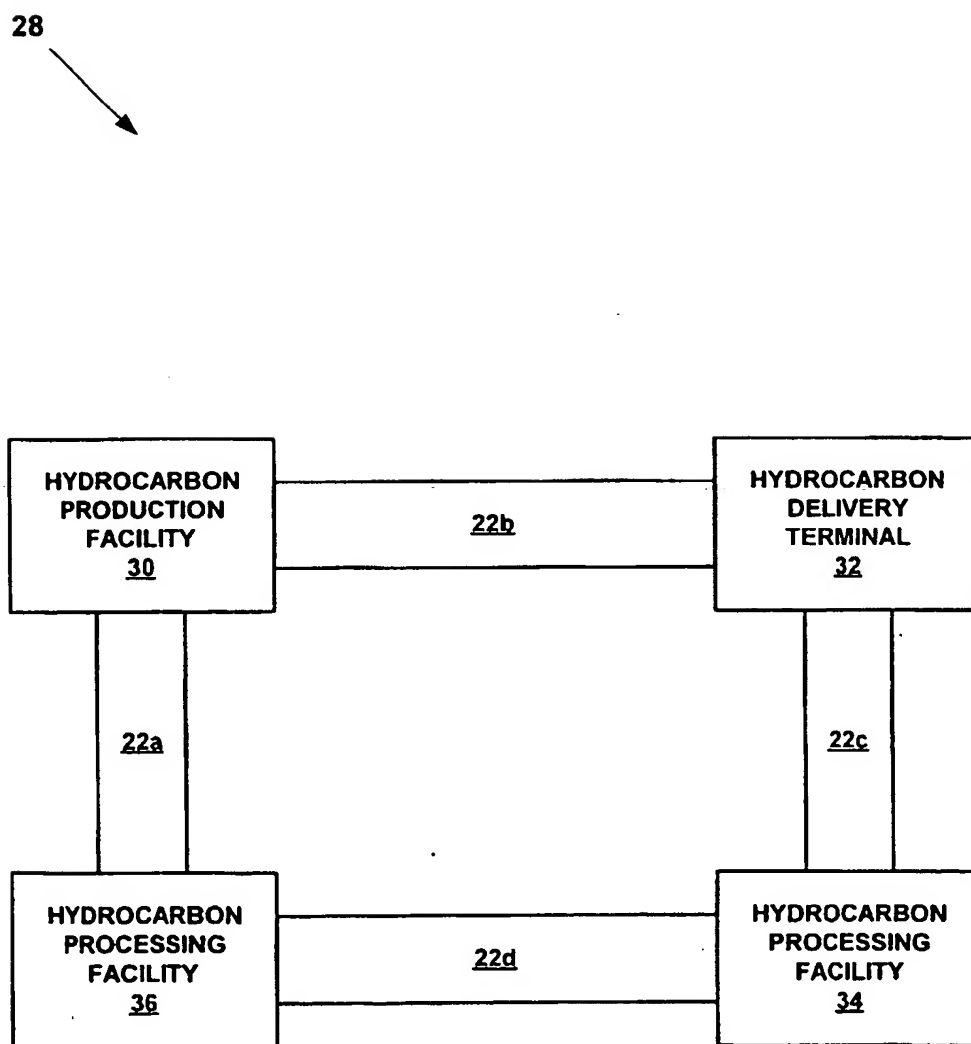 28
HYDROCARBON
PRODUCTION
FACILITY
30
22b
HYDROCARBON
DELIVERY
TERMINAL
32
22a
22c
HYDROCARBON
PROCESSING
FACILITY
36
22d
HYDROCARBON
PROCESSING
FACILITY
34